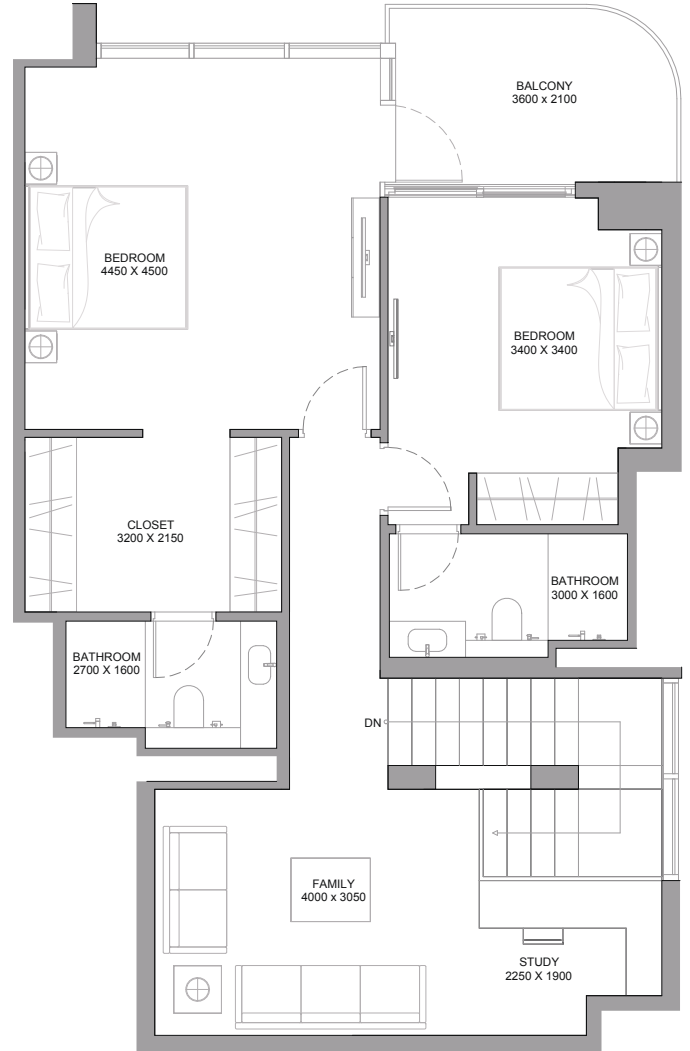 BALCONY
3600 x 2100
BEDROOM
4450 X 4500
BEDROOM
3400 X 3400
CLOSET
3200 X 2150
BATHROOM
3000 X 1600
BATHROOM
2700 X 1600
DN
FAMILY
4000 x 3050
STUDY
2250 X 1900